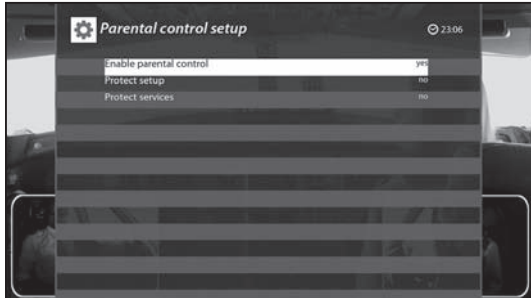 Parental control setup 23:06
Enable parental control yes
Protect setup no
Protect services no